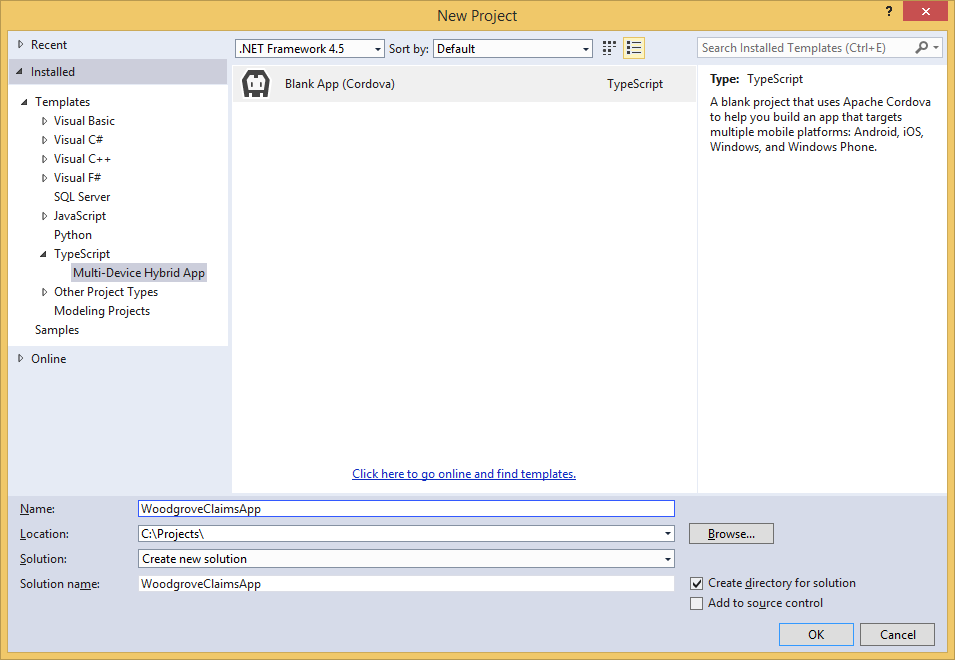 New Project
?
Recent
Installed
Templates
Visual Basic
Visual C#
Visual C++
Visual F#
SQL Server
JavaScript
Python
TypeScript
Multi-Device Hybrid App
Other Project Types
Modeling Projects
Samples
Online
.NET Framework 4.5 Sort by: Default
Blank App (Cordova) TypeScript
Click here to go online and find templates.
Search Installed Templates (Ctrl+E)
Type: TypeScript
A blank project that uses Apache Cordova
to help you build an app that targets
multiple mobile platforms: Android, iOS,
Windows, and Windows Phone.
Name: WoodgroveClaimsApp
Location: C:\Projects\ Browse...
Solution: Create new solution
Solution name: WoodgroveClaimsApp
Create directory for solution
Add to source control
OK Cancel